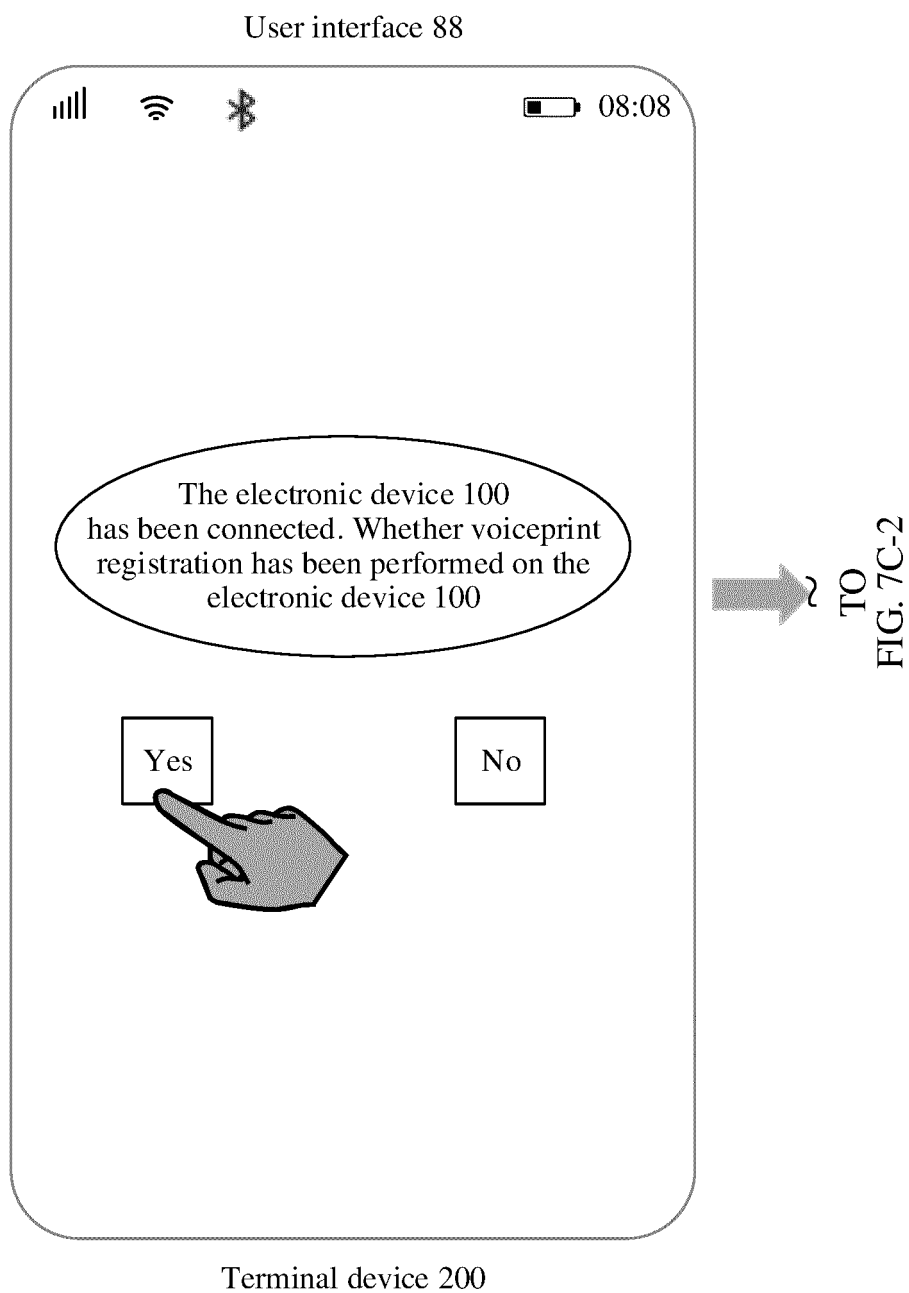 User interface 88
08:08
The electronic device 100
has been connected. Whether voiceprint
registration has been performed on the
electronic device 100
Yes
No
TO
FIG. 7C-2
Terminal device 200